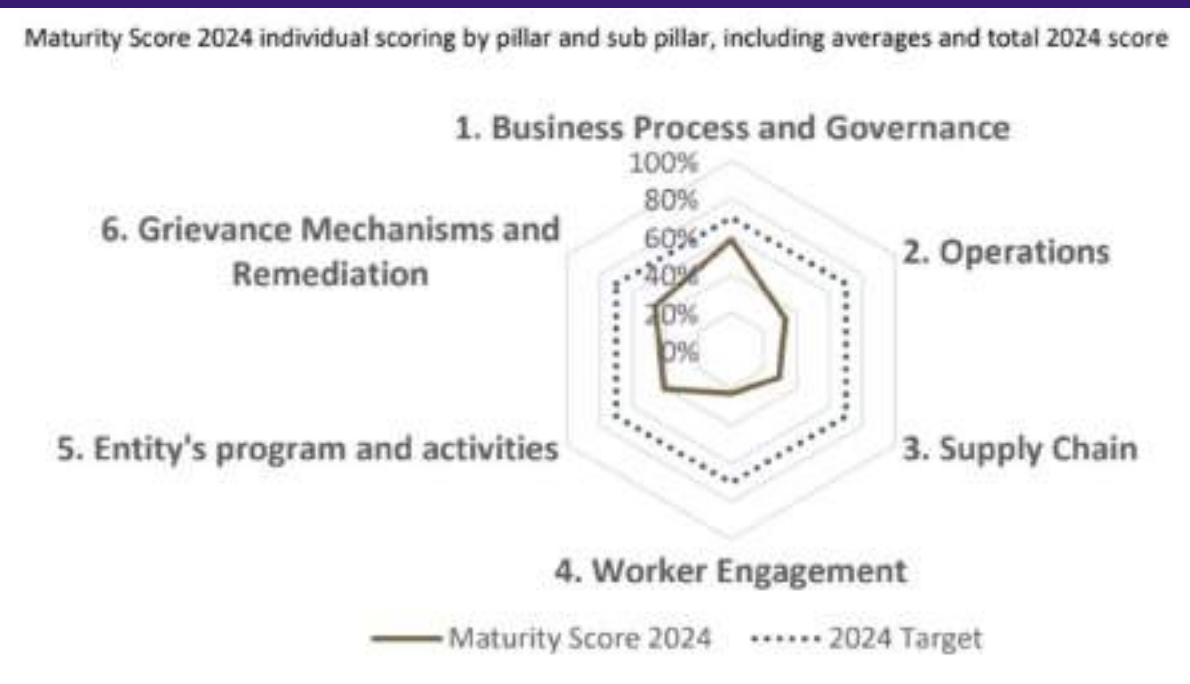 Maturity Score 2024 individual scoring by pillar and sub pillar, including averages and total 2024 score
1. Business Process and Governance
100%
80%
60%
40%
20%
0%
6. Grievance Mechanisms and
Remediation
2. Operations
5. Entity's program and activities
3. Supply Chain
4. Worker Engagement
Maturity Score 2024
2024 Target